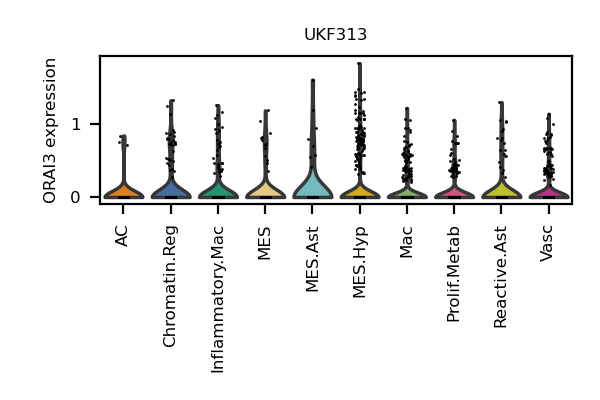 UKF313
ORAI3 expression
1
0
AC
Chromatin.Reg
Inflammatory.Mac
MES
MES.Ast
MES.Hyp
Mac
Prolif.Metab
Reactive.Ast
Vasc